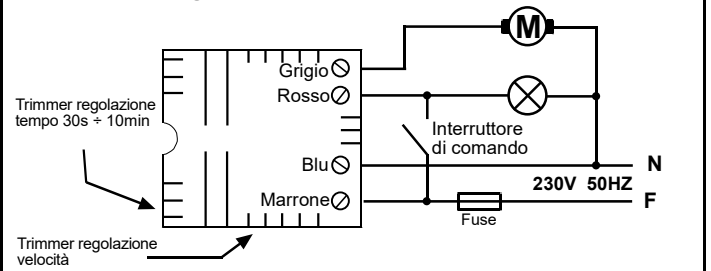 M
Grigio
Rosso
Trimmer regolazione
tempo 30s ÷ 10min
Interruttore
di comando
Blu
N
230V 50HZ
Marrone
F
Fuse
Trimmer regolazione
velocità